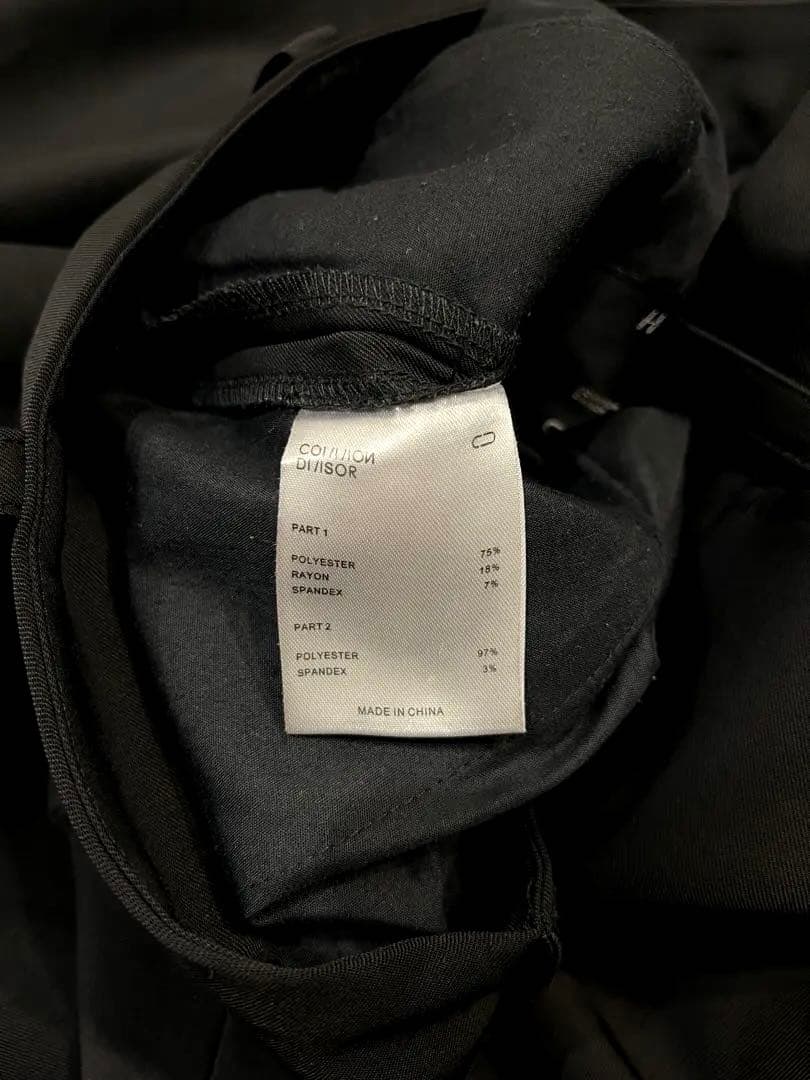 COMMON
DIVISOR
PART 1
POLYESTER 75%
RAYON 18%
SPANDEX 7%
PART 2
POLYESTER 97%
SPANDEX 3%
MADE IN CHINA